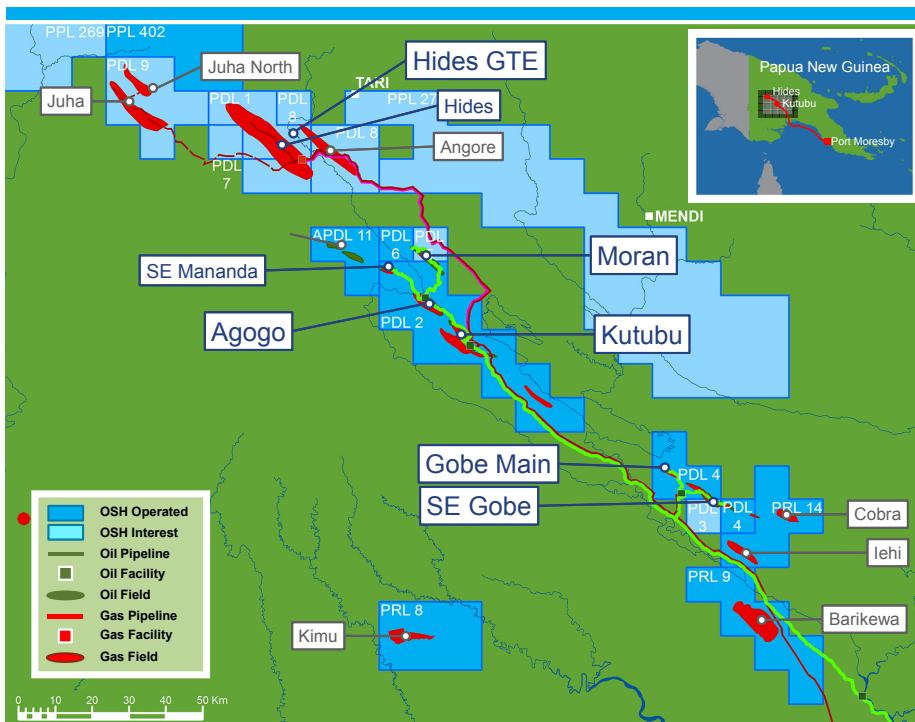 PPL 269
PPL 402
PDL 9
Juha North
Hides GTE
Juha
TARI
PDL 1
PDL
8
PPL 27
Hides
PDL 8
Angore
PDL
7
Papua New Guinea
Hides
Kutubu
Port Moresby
MENDI
APDL 11
PDL
6
PDL
Moran
SE Mananda
Agogo
PDL 2
Kutubu
Gobe Main
PDL 4
SE Gobe
PDL
3
PDL
4
PRL 14
Cobra
Iehi
PRL 9
Barikewa
PRL 8
Kimu
OSH Operated
OSH Interest
Oil Pipeline
Oil Facility
Oil Field
Gas Pipeline
Gas Facility
Gas Field
0 10 20 30 40 50 Km